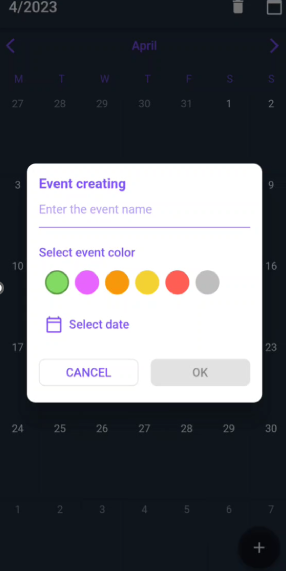 4/2023
April
M T W T F S S
27 28 29 30 31 1 2
Event creating
3 9
Enter the event name
Select event color
10 16
Select date
17 23
CANCEL OK
24 25 26 27 28 29 30
1 2 3 4 5 6 7
+